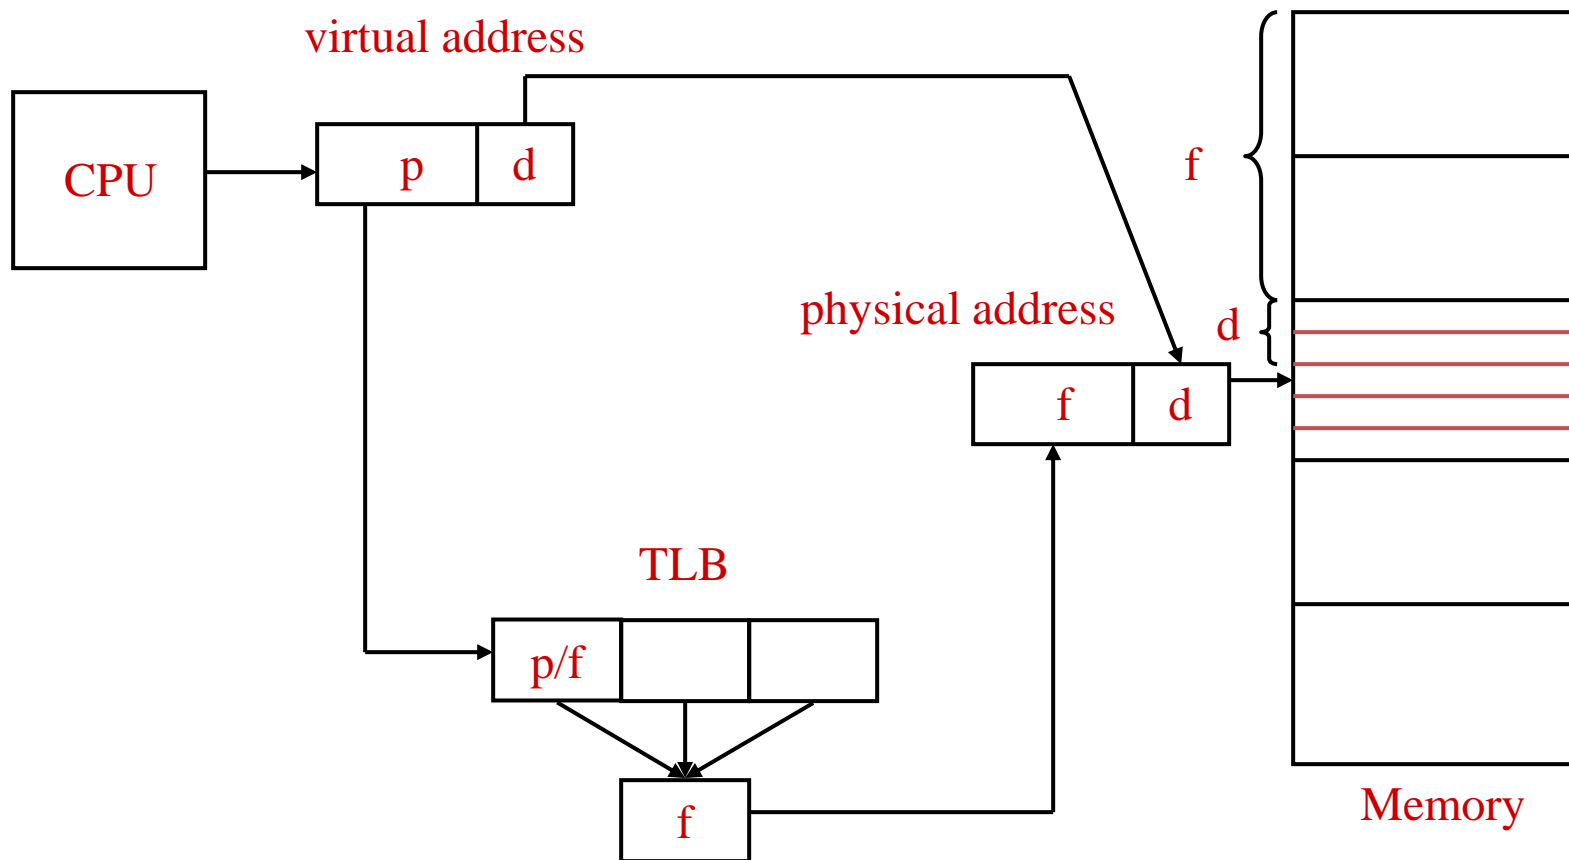 virtual address
CPU
p
d
f
physical address
d
f
d
TLB
p/f
f
Memory